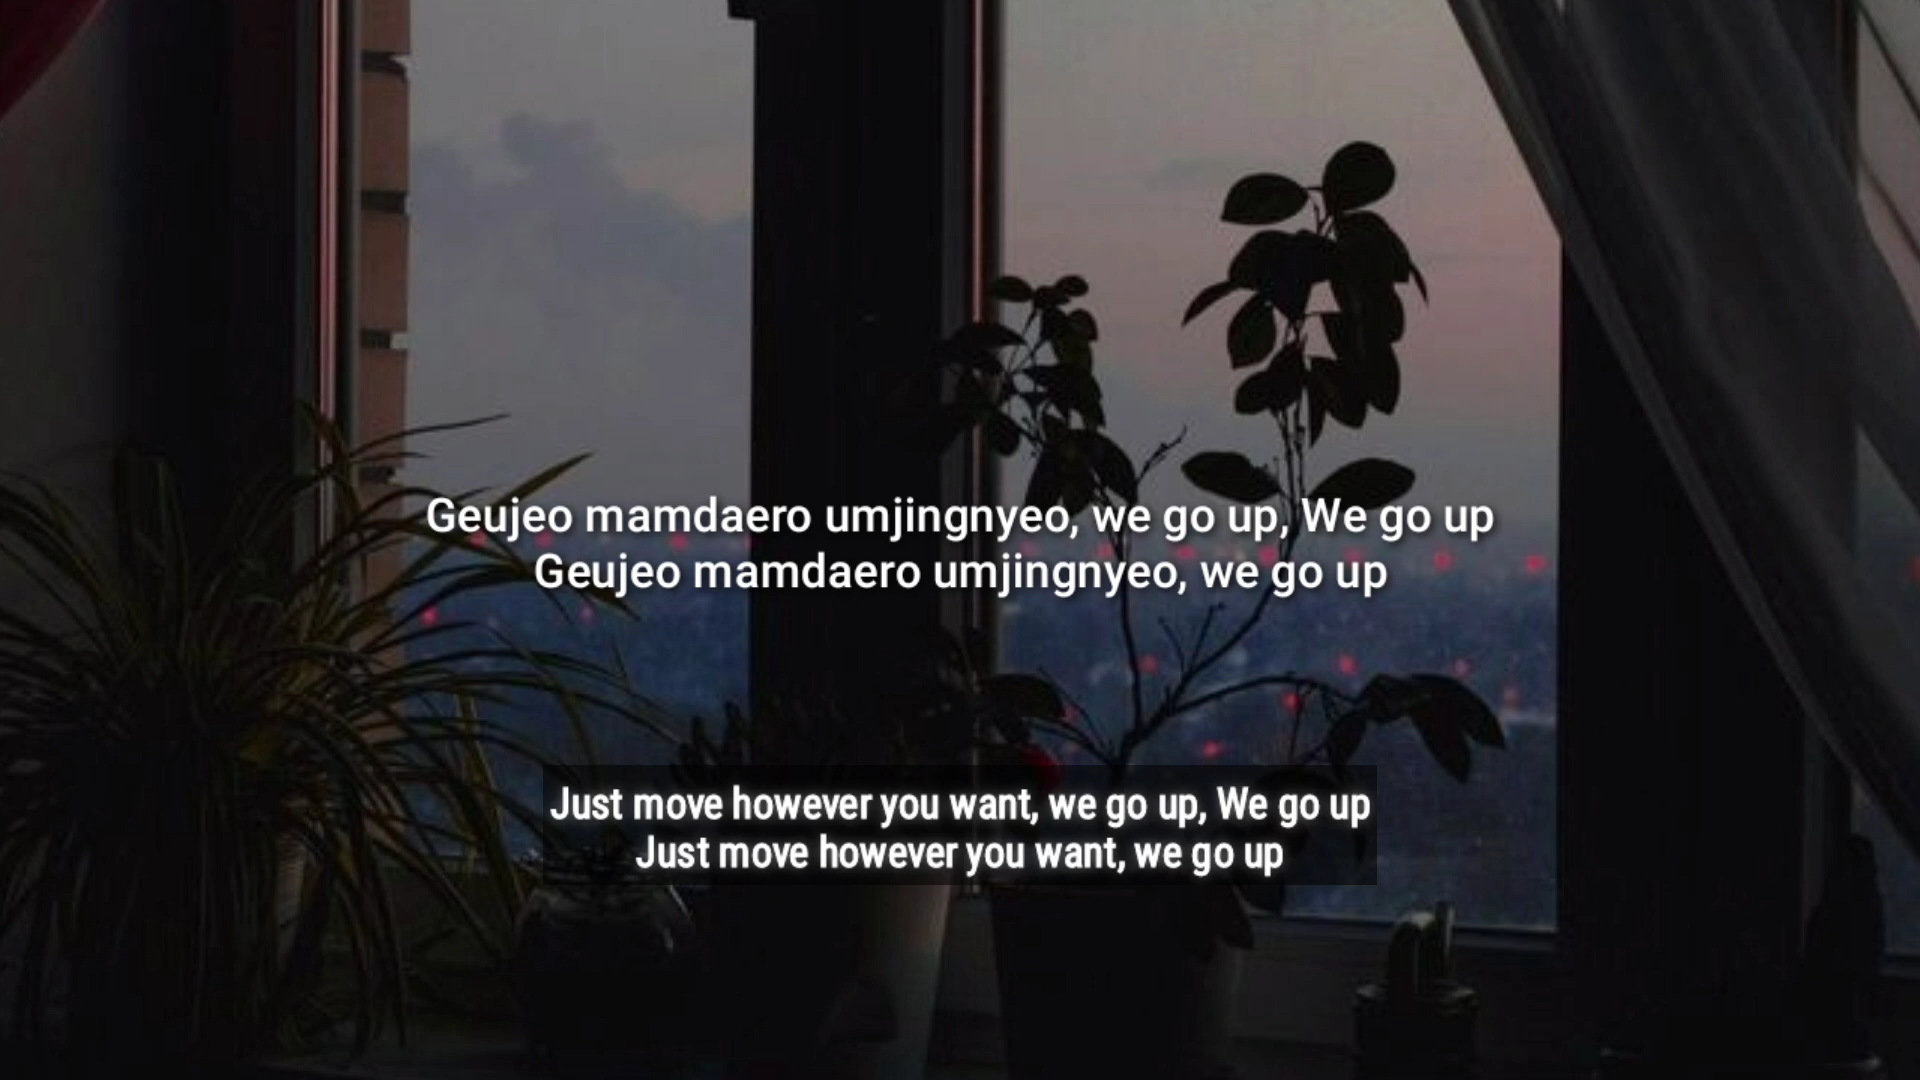 Geujeo mamdaero umjingnyeo, we go up, We go up
Geujeo mamdaero umjingnyeo, we go up
Just move however you want, we go up, We go up
Just move however you want, we go up